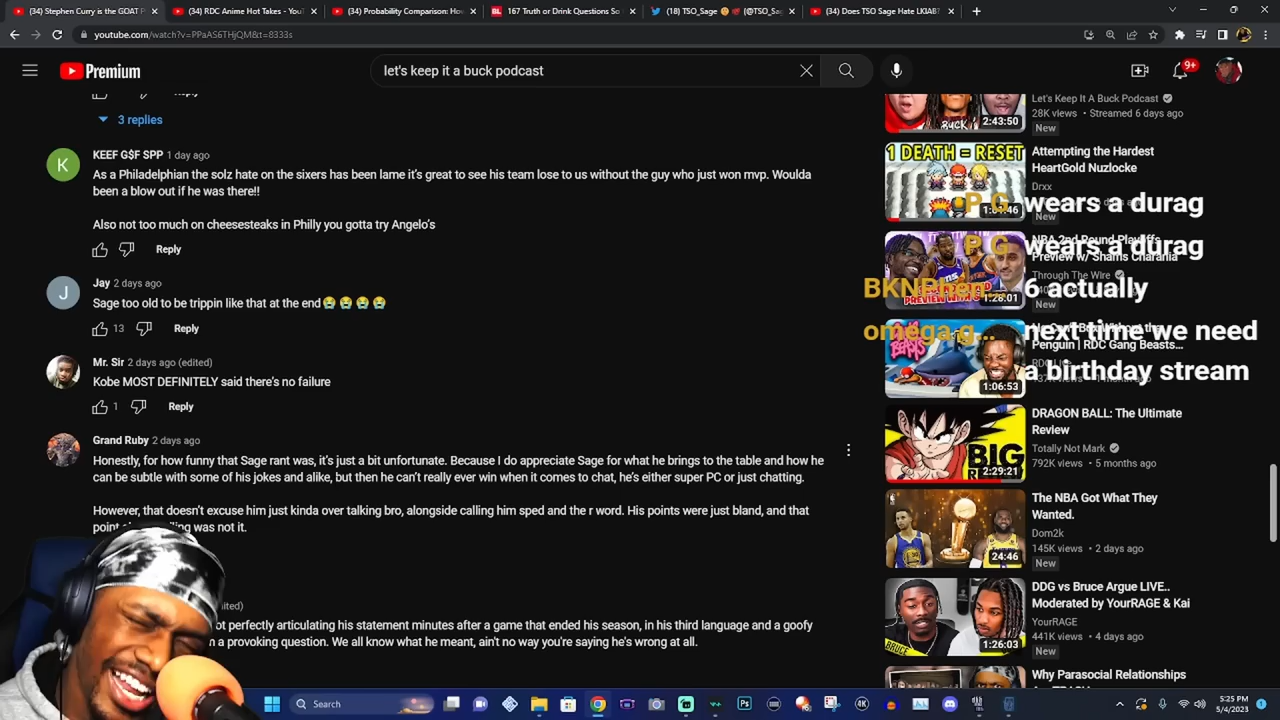 (34) Stephen Curry is the GOAT P
(34) RDC Anime Hot Takes - YouT
(34) Probability Comparison: How
167 Truth or Drink Questions So
(18) TSO_Sage
(34) Does TSO Sage Hate LKIAB?
youtube.com/watch?v=PPaAS6THjQM&t=8333s
Premium
let's keep it a buck podcast
9+
Reply
3 replies
KEEF G$F SPP 1 day ago
As a Philadelphian the solz hate on the sixers has been lame it's great to see his team lose to us without the guy who just won mvp. Woulda
been a blow out if he was there!!
Also not too much on cheesesteaks in Philly you gotta try Angelo's
Reply
Jay 2 days ago
Sage too old to be trippin like that at the end😭😭😭😭
13 Reply
Mr. Sir 2 days ago (edited)
Kobe MOST DEFINITELY said there's no failure
1 Reply
Grand Ruby 2 days ago
Honestly, for how funny that Sage rant was, it's just a bit unfortunate. Because I do appreciate Sage for what he brings to the table and how he
can be subtle with some of his jokes and alike, but then he can't really ever win when it comes to chat, he's either super PC or just chatting.
However, that doesn't excuse him just kinda over talking bro, alongside calling him sped and the r word. His points were just bland, and that
point was not it.
perfectly articulating his statement minutes after a game that ended his season, in his third language and a goofy
a provoking question. We all know what he meant, ain't no way you're saying he's wrong at all.
BUCK
2:43:50
Let's Keep It A Buck Podcast
28K views • Streamed 6 days ago
New
1 DEATH = RESET
1:01:46
Attempting the Hardest
HeartGold Nuzlocke
Drxx
New
P G wears a durag
1:28:01
NBA 2nd Round Playoffs
Preview w/ Shams Charania
Through The Wire
New
P G wears a durag
BKNPhen... 6 actually
GANG BEASTS
1:06:53
Penguin | RDC Gang Beasts...
omega g... next time we need
a birthday stream
BIG
2:29:21
DRAGON BALL: The Ultimate
Review
Totally Not Mark
792K views • 5 months ago
24:46
The NBA Got What They
Wanted.
Dom2k
145K views • 2 days ago
New
BRUCE
1:26:03
DDG vs Bruce Argue LIVE..
Moderated by YourRAGE & Kai
YourRAGE
441K views • 4 days ago
New
Why Parasocial Relationships
Search
5:25 PM
5/4/2023